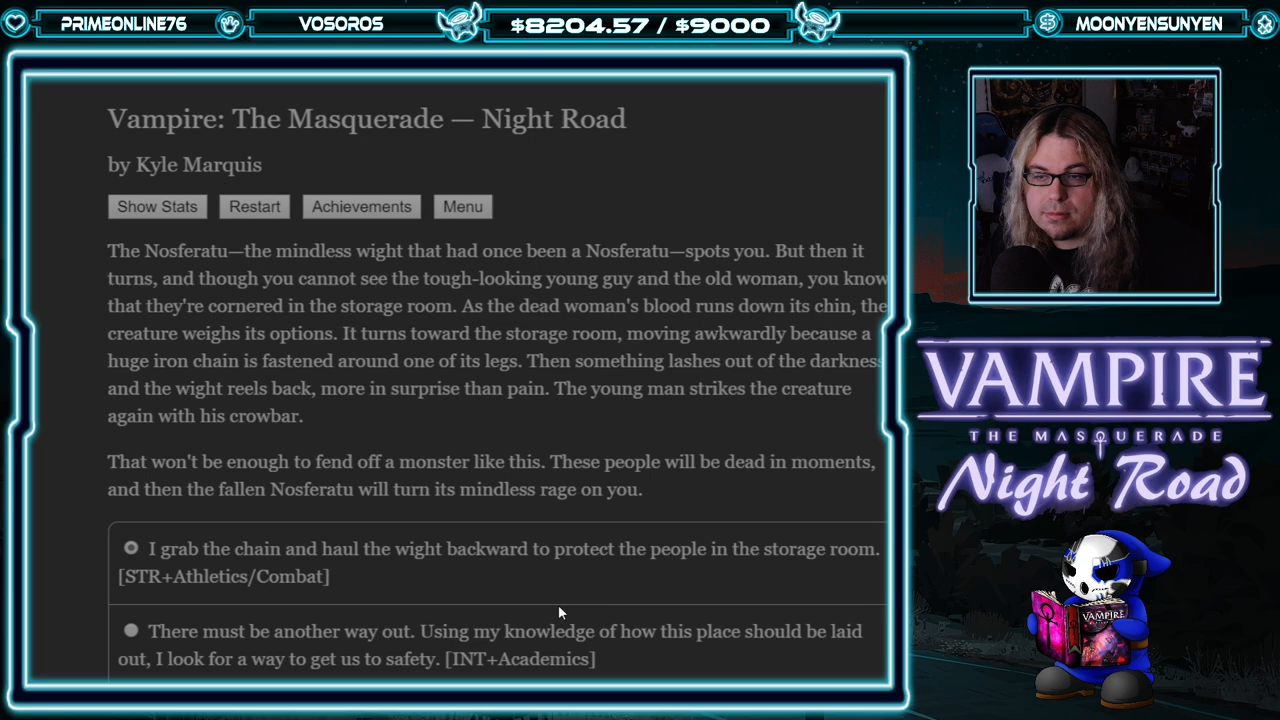 PRIMEONLINE76
VOSOROS
$8204.57 / $9000
MOONYENSUNYEN
Vampire: The Masquerade — Night Road
by Kyle Marquis
Show Stats
Restart
Achievements
Menu
The Nosferatu—the mindless wight that had once been a Nosferatu—spots you. But then it
turns, and though you cannot see the tough-looking young guy and the old woman, you know
that they're cornered in the storage room. As the dead woman's blood runs down its chin, the
creature weighs its options. It turns toward the storage room, moving awkwardly because a
huge iron chain is fastened around one of its legs. Then something lashes out of the darkness
and the wight reels back, more in surprise than pain. The young man strikes the creature
again with his crowbar.
That won't be enough to fend off a monster like this. These people will be dead in moments,
and then the fallen Nosferatu will turn its mindless rage on you.
I grab the chain and haul the wight backward to protect the people in the storage room.
[STR+Athletics/Combat]
There must be another way out. Using my knowledge of how this place should be laid
out, I look for a way to get us to safety. [INT+Academics]
VAMPIRE
THE MASQUERADE
Night Road
VAMPIRE